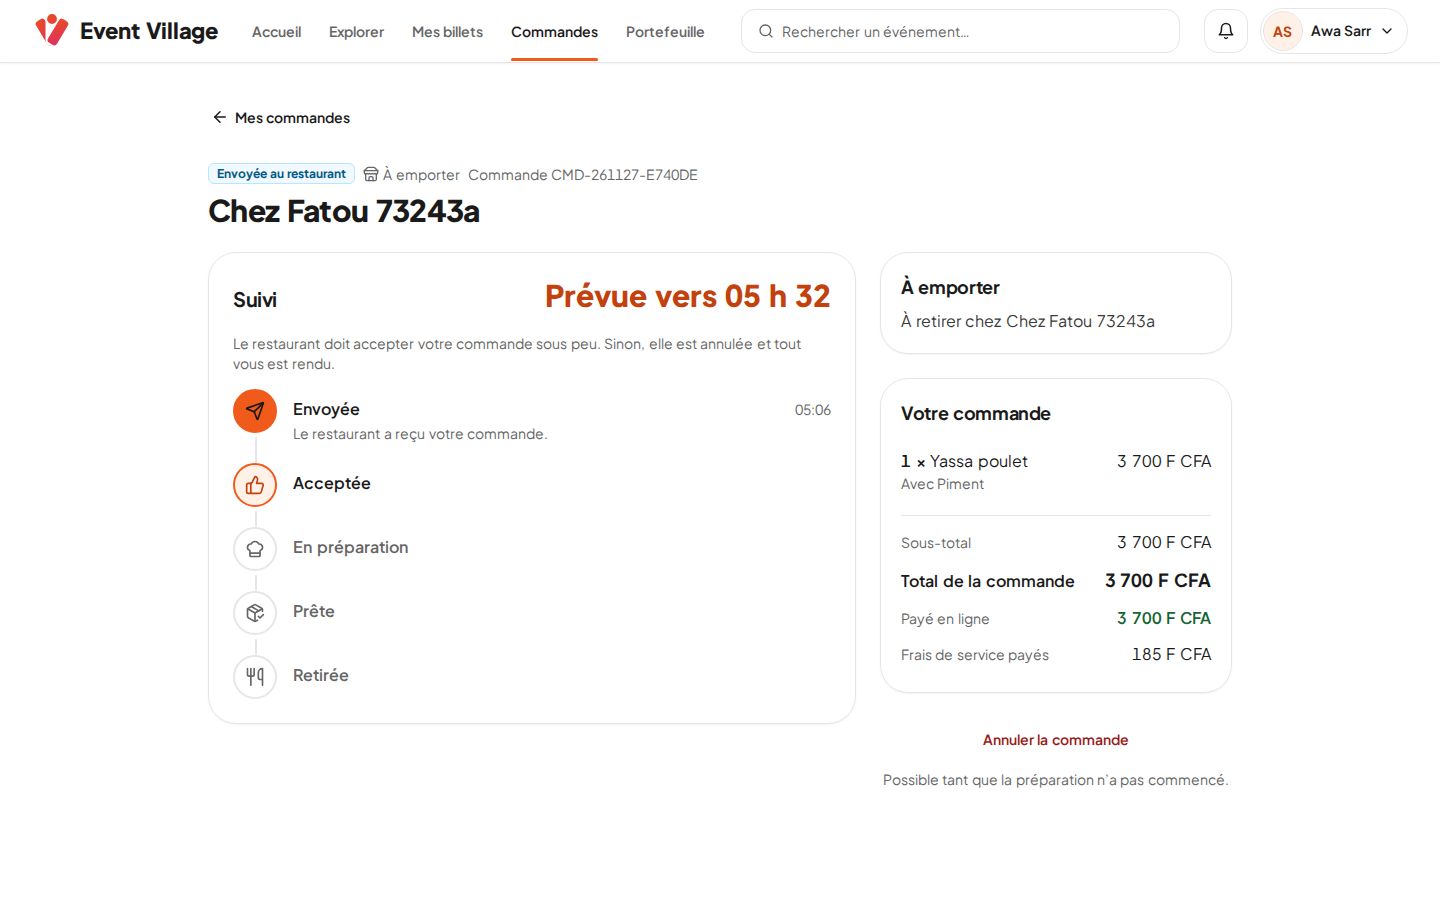 Event Village
Accueil
Explorer
Mes billets
Commandes
Portefeuille
Rechercher un événement...
AS
Awa Sarr
Mes commandes
Envoyée au restaurant
À emporter
Commande CMD-261127-E740DE
Chez Fatou 73243a
Suivi
Prévue vers 05 h 32
Le restaurant doit accepter votre commande sous peu. Sinon, elle est annulée et tout
vous est rendu.
Envoyée
05:06
Le restaurant a reçu votre commande.
Acceptée
En préparation
Prête
Retirée
À emporter
À retirer chez Chez Fatou 73243a
Votre commande
1 × Yassa poulet
3 700 F CFA
Avec Piment
Sous-total
3 700 F CFA
Total de la commande
3 700 F CFA
Payé en ligne
3 700 F CFA
Frais de service payés
185 F CFA
Annuler la commande
Possible tant que la préparation n'a pas commencé.